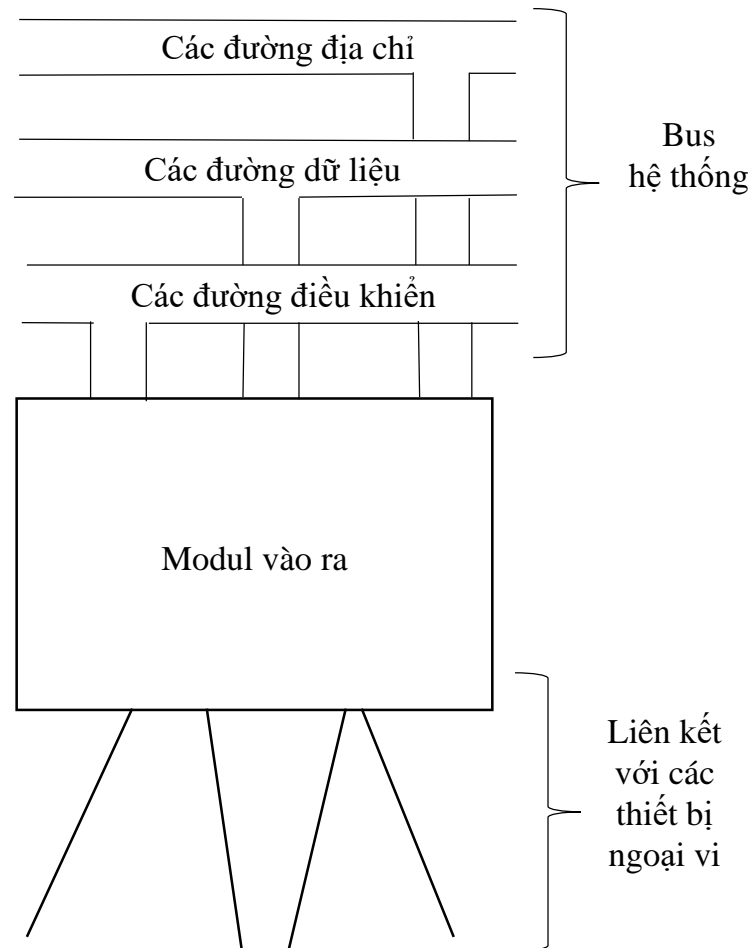 Các đường địa chỉ
Các đường dữ liệu
Các đường điều khiển
Bus
hệ thống
Modul vào ra
Liên kết
với các
thiết bị
ngoại vi